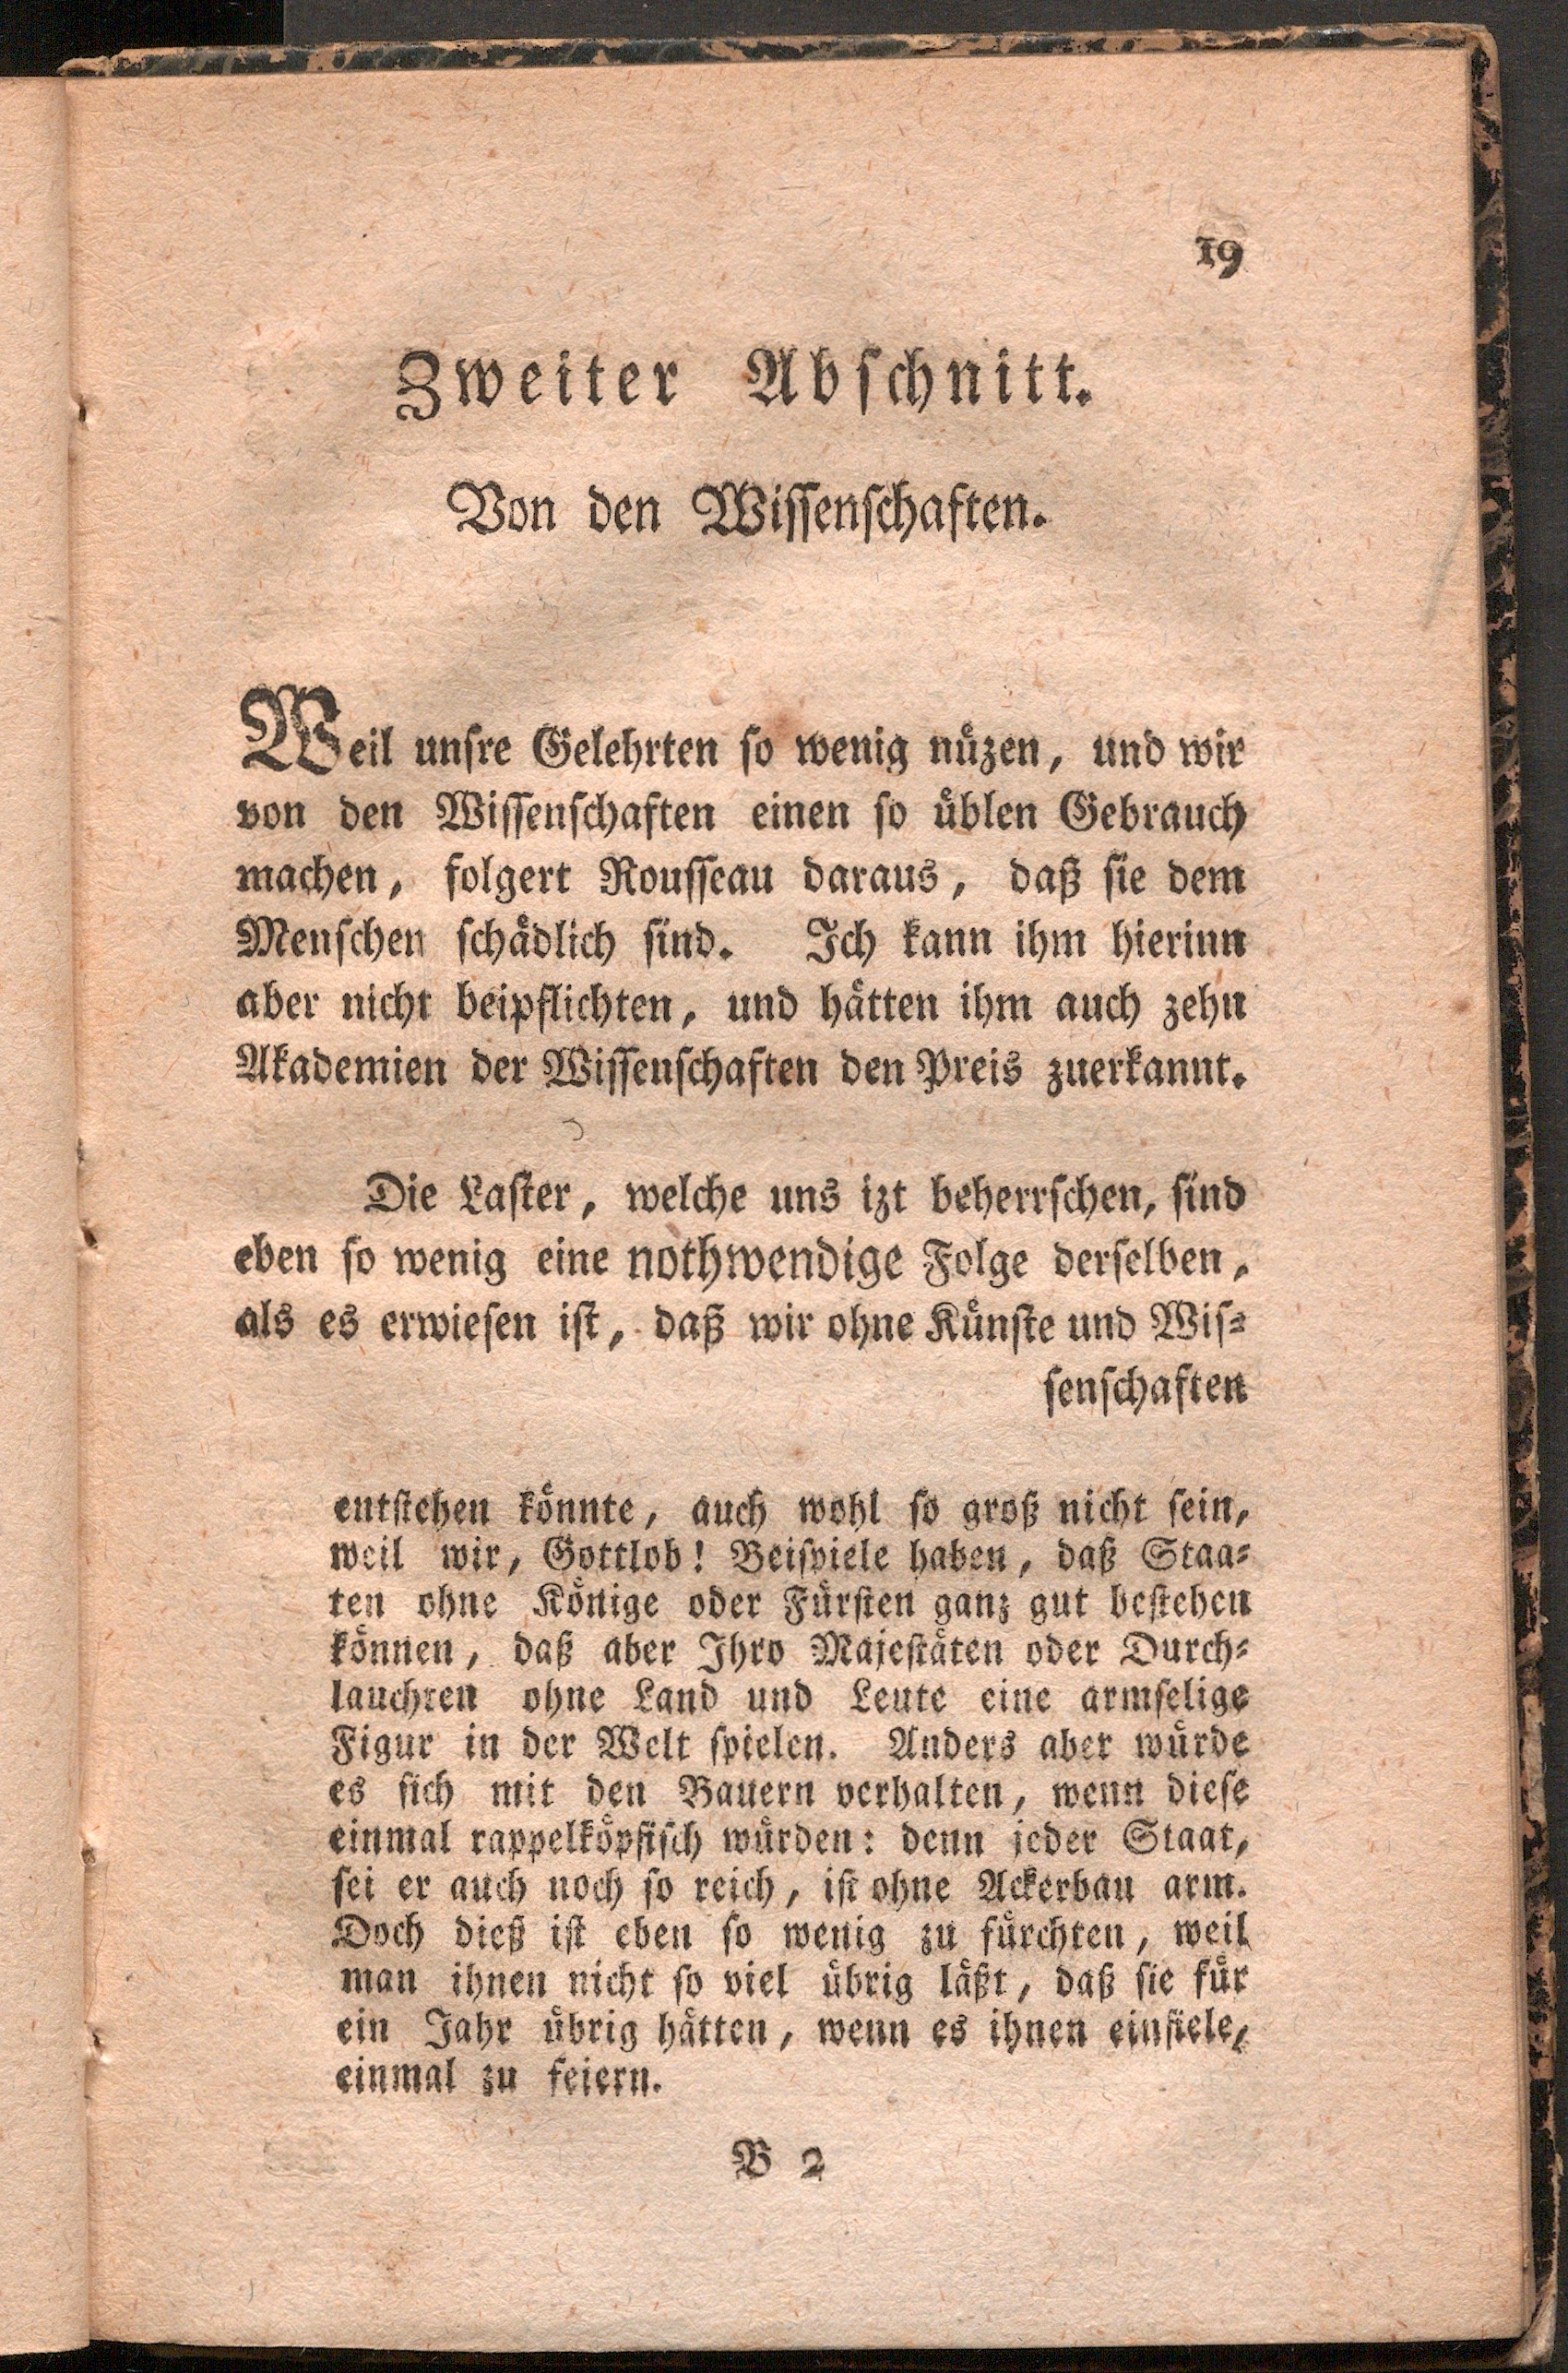 19
Zweiter Abschnitt.
Von den Wissenschaften.
Weil unsre Gelehrten so wenig nüzen, und wir
von den Wissenschaften einen so üblen Gebrauch
machen, folgert Rousseau daraus, daß sie dem
Menschen schädlich sind. Ich kann ihm hierinn
aber nicht beipflichten, und hätten ihm auch zehn
Akademien der Wissenschaften den Preis zuerkannt.
Die Laster, welche uns izt beherrschen, sind
eben so wenig eine nothwendige Folge derselben,
als es erwiesen ist, daß wir ohne Künste und Wis-
senschaften
entstehen könnte, auch wohl so groß nicht sein,
weil wir, Gottlob! Beispiele haben, daß Staa-
ten ohne Könige oder Fürsten ganz gut bestehen
können, daß aber Ihro Majestäten oder Durch-
lauchten ohne Land und Leute eine armselige
Figur in der Welt spielen. Anders aber würde
es sich mit den Bauern verhalten, wenn diese
einmal rappelköpfisch würden: denn jeder Staat,
sei er auch noch so reich, ist ohne Ackerbau arm.
Doch dieß ist eben so wenig zu fürchten, weil
man ihnen nicht so viel übrig läßt, daß sie für
ein Jahr übrig hätten, wenn es ihnen einfiele,
einmal zu feiern.
B 2